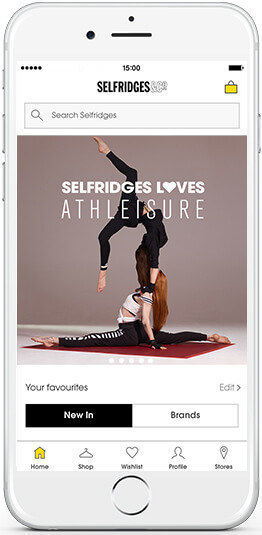 15:00
SELFRIDGES&Co
Search Selfridges
SELFRIDGES L♥VES
ATHLEISURE
Your favourites
Edit >
New In
Brands
Home
Shop
Wishlist
Profile
Stores